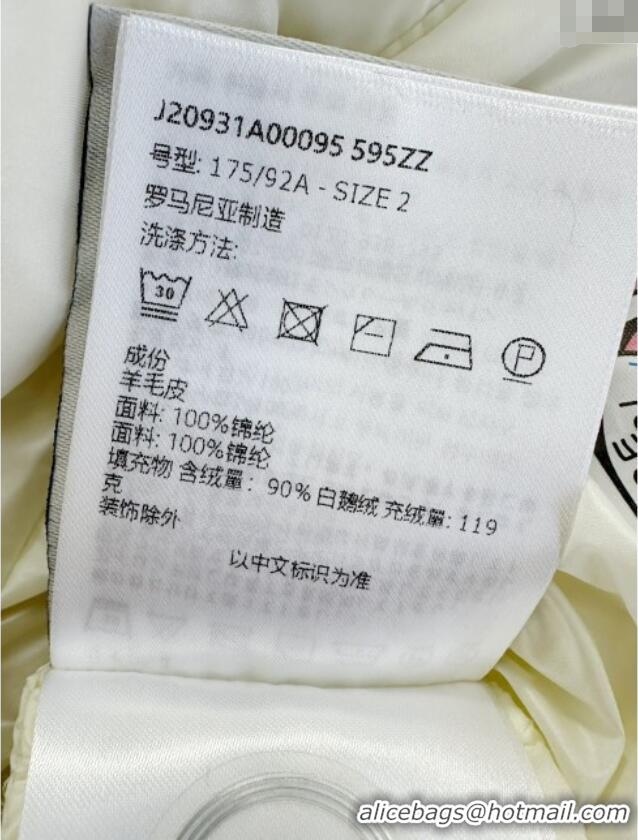 J20931A00095 595ZZ
号型: 175/92A - SIZE 2
罗马尼亚制造
洗涤方法:
30
P
成份
羊毛皮
面料: 100%锦纶
面料: 100%锦纶
填充物 含绒量: 90% 白鹅绒 充绒量: 119
克
装饰除外
以中文标识为准
alicebags@hotmail.com